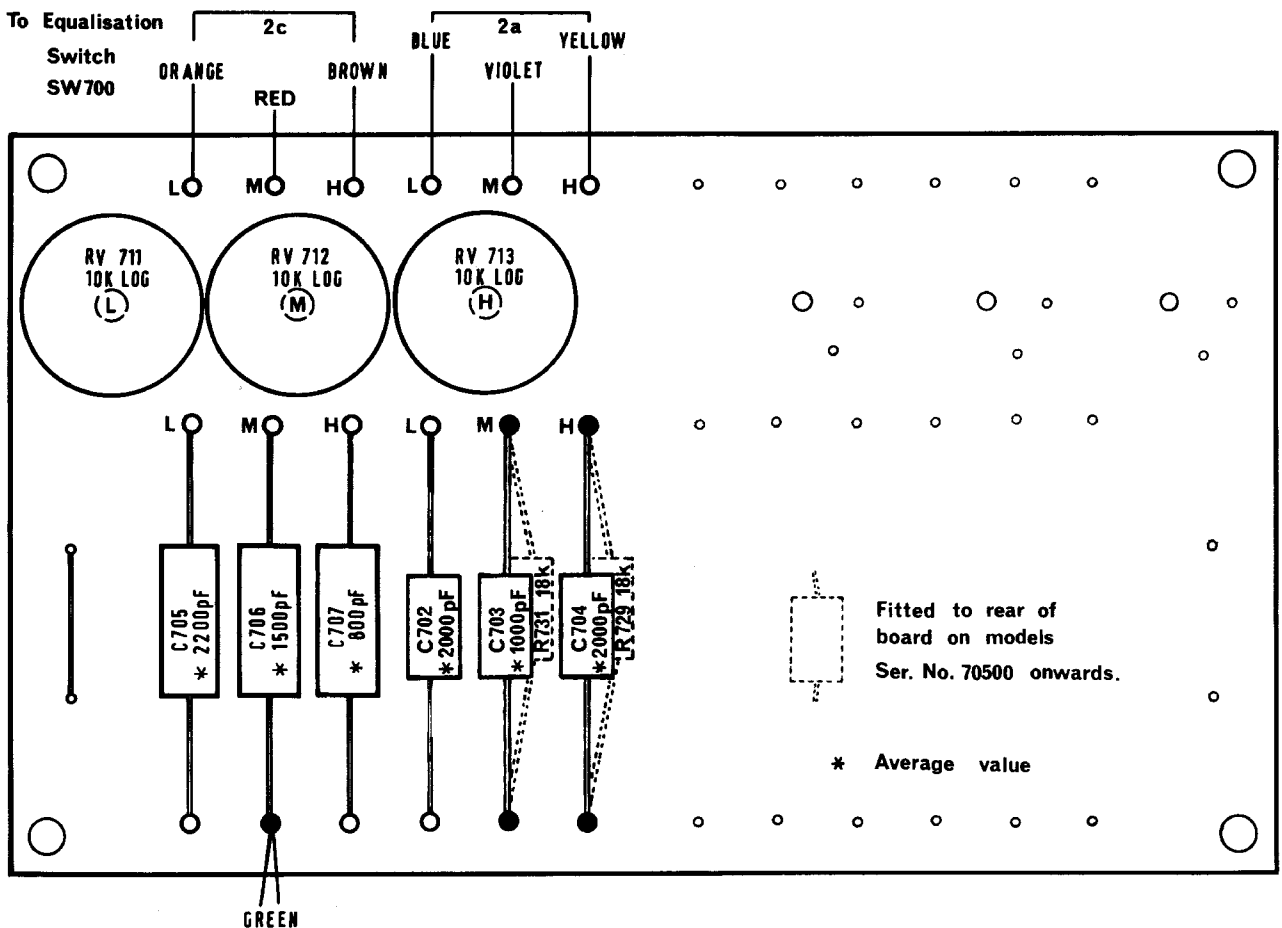 To Equalisation
Switch
SW700
2c
2a
ORANGE
RED
BROWN
BLUE
VIOLET
YELLOW
L
M
H
L
M
H
RV 711
10K LOG
L
RV 712
10K LOG
M
RV 713
10K LOG
H
L
M
H
L
M
H
C705
* 2200pF
C706
* 1500pF
C707
* 800pF
C702
*2000pF
C703
*1000pF
R731 18K
C704
*2000pF
R729 18K
Fitted to rear of
board on models
Ser. No. 70500 onwards.
* Average value
GREEN